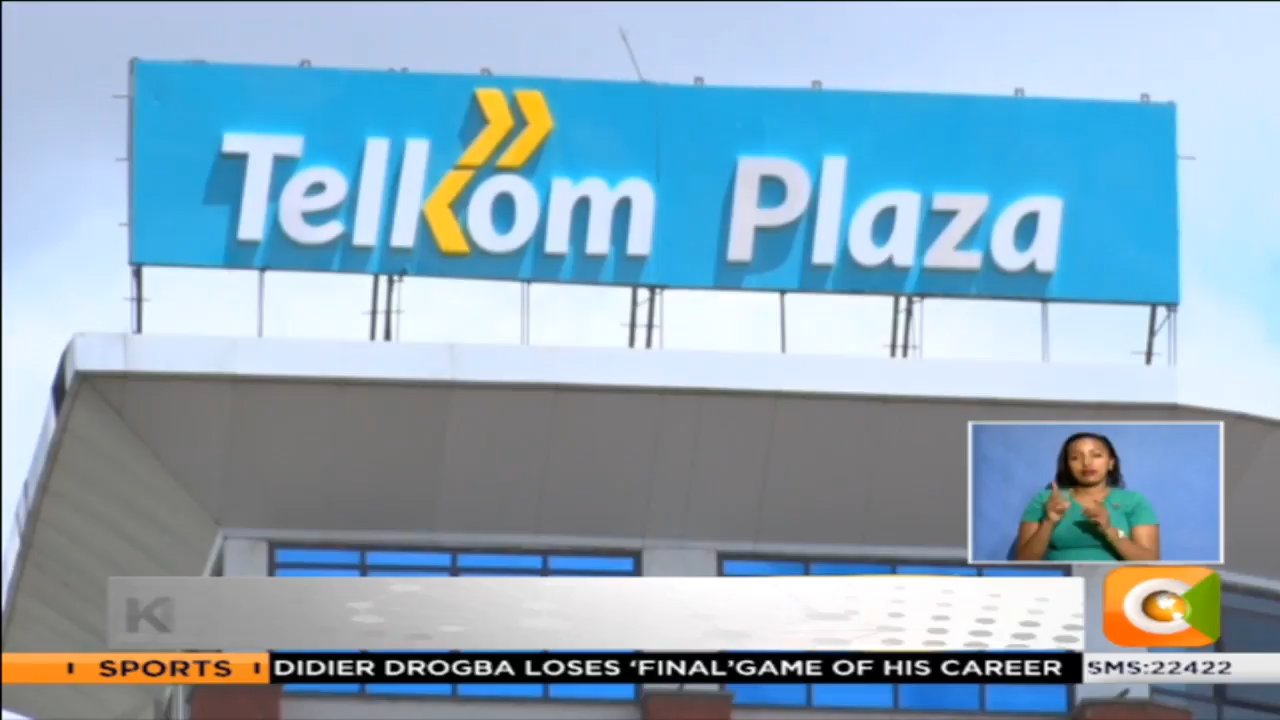 Telkom Plaza
K
SPORTS
DIDIER DROGBA LOSES ‘FINAL’GAME OF HIS CAREER
SMS:22422